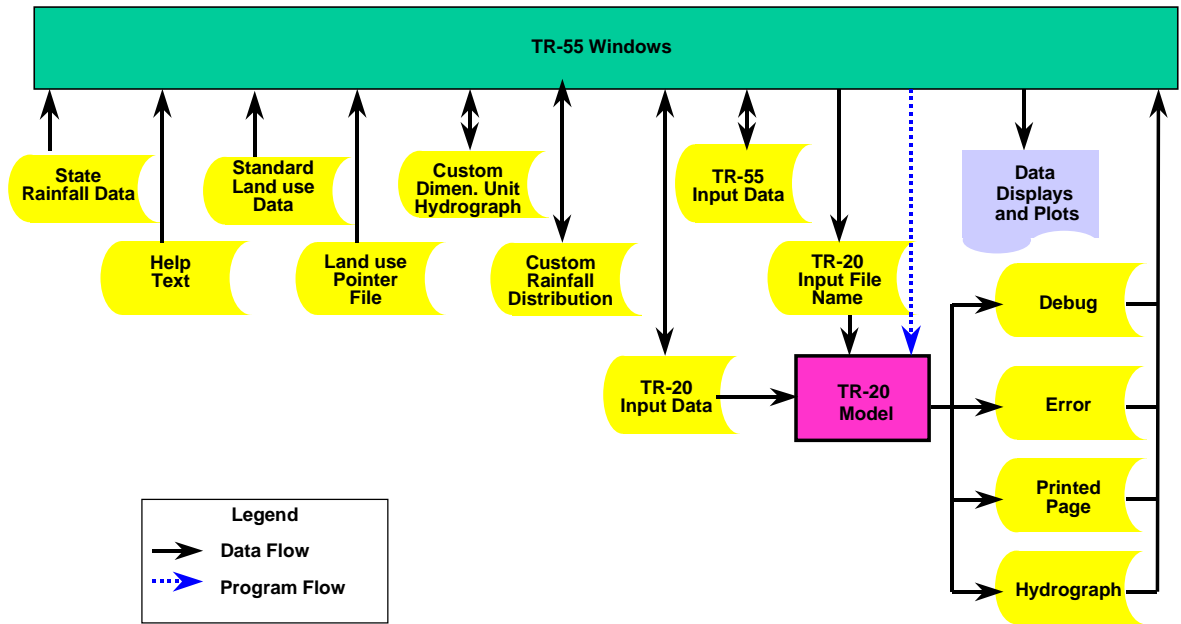 TR-55 Windows
State
Rainfall Data
Standard
Land use
Data
Custom
Dimen. Unit
Hydrograph
TR-55
Input Data
Data
Displays
and Plots
Help
Text
Land use
Pointer
File
Custom
Rainfall
Distribution
TR-20
Input File
Name
Debug
TR-20
Input Data
TR-20
Model
Error
Printed
Page
Hydrograph
Legend
Data Flow
Program Flow